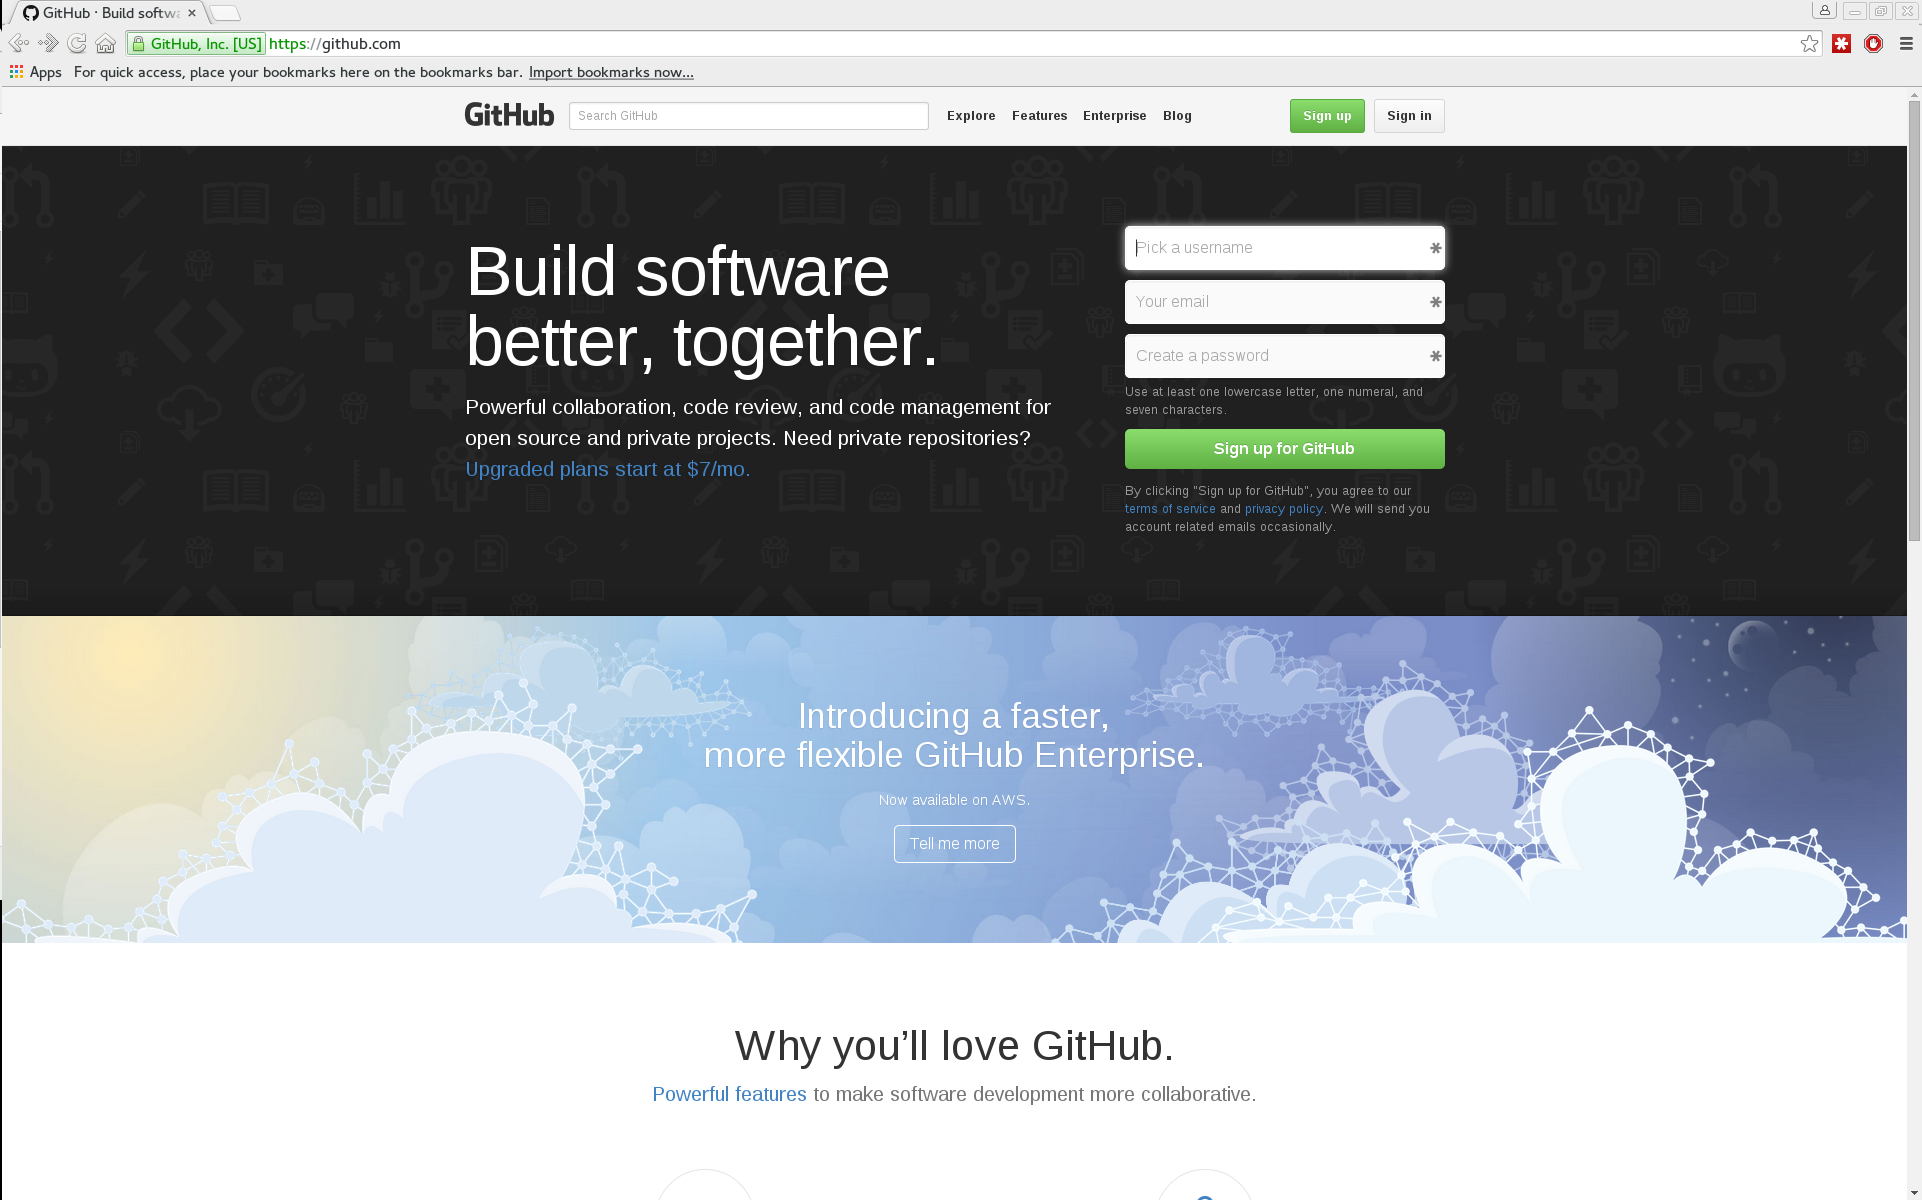 GitHub · Build softwa
GitHub, Inc. [US] https://github.com
Apps For quick access, place your bookmarks here on the bookmarks bar. Import bookmarks now...
GitHub Search GitHub Explore Features Enterprise Blog Sign up Sign in
Build software
better, together.
Powerful collaboration, code review, and code management for
open source and private projects. Need private repositories?
Upgraded plans start at $7/mo.
Pick a username
Your email
Create a password
Use at least one lowercase letter, one numeral, and
seven characters.
Sign up for GitHub
By clicking "Sign up for GitHub", you agree to our
terms of service and privacy policy. We will send you
account related emails occasionally.
Introducing a faster,
more flexible GitHub Enterprise.
Now available on AWS.
Tell me more
Why you’ll love GitHub.
Powerful features to make software development more collaborative.